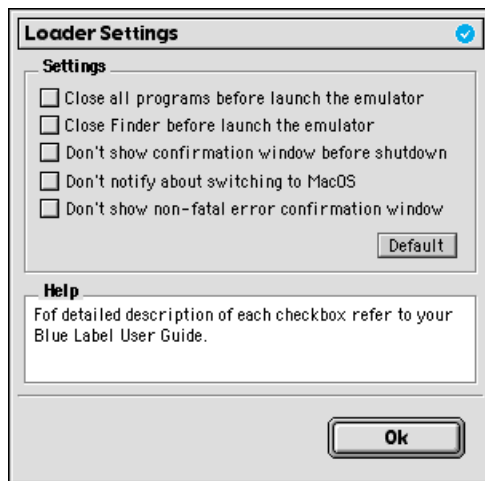 Loader Settings
Settings
Close all programs before launch the emulator
Close Finder before launch the emulator
Don't show confirmation window before shutdown
Don't notify about switching to MacOS
Don't show non-fatal error confirmation window
Default
Help
Fof detailed description of each checkbox refer to your
Blue Label User Guide.
Ok